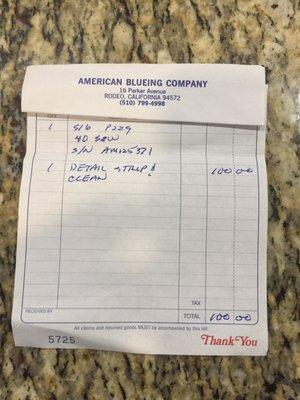 AMERICAN BLUEING COMPANY
16 Parker Avenue
RODEO, CALIFORNIA 94572
(510) 799-4998
QTY.
1 SIG P229
40 S&W
S/N AM125371
1 DETAIL STRIP & 100 00
CLEAN
TAX
RECEIVED BY TOTAL 100 00
All claims and returned goods MUST be accompanied by this bill.
5725 Thank You